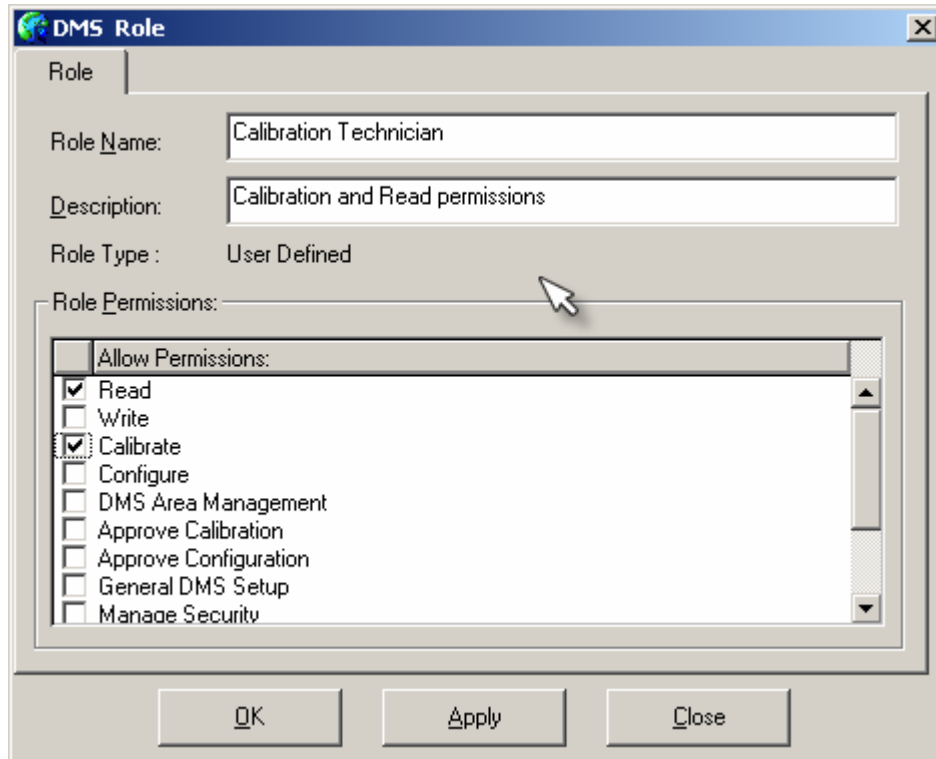 DMS Role
Role
Role Name: Calibration Technician
Description: Calibration and Read permissions
Role Type : User Defined
Role Permissions:
Allow Permissions:
Read
Write
Calibrate
Configure
DMS Area Management
Approve Calibration
Approve Configuration
General DMS Setup
Manage Security
OK Apply Close